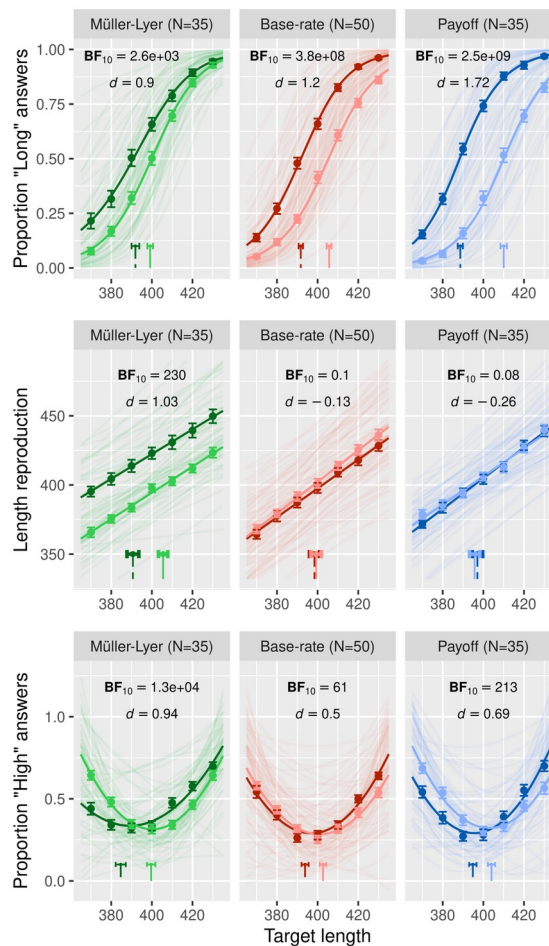 Müller-Lyer (N=35) Base-rate (N=50) Payoff (N=35)
BF10 = 2.6e+03 BF10 = 3.8e+08 BF10 = 2.5e+09
d = 0.9 d = 1.2 d = 1.72
Proportion "Long" answers
1.00
0.75
0.50
0.25
0.00
380 400 420 380 400 420 380 400 420
Müller-Lyer (N=35) Base-rate (N=50) Payoff (N=35)
BF10 = 230 BF10 = 0.1 BF10 = 0.08
d = 1.03 d = −0.13 d = −0.26
Length reproduction
450
400
350
380 400 420 380 400 420 380 400 420
Müller-Lyer (N=35) Base-rate (N=50) Payoff (N=35)
BF10 = 1.3e+04 BF10 = 61 BF10 = 213
d = 0.94 d = 0.5 d = 0.69
Proportion "High" answers
1.0
0.5
0.0
380 400 420 380 400 420 380 400 420
Target length